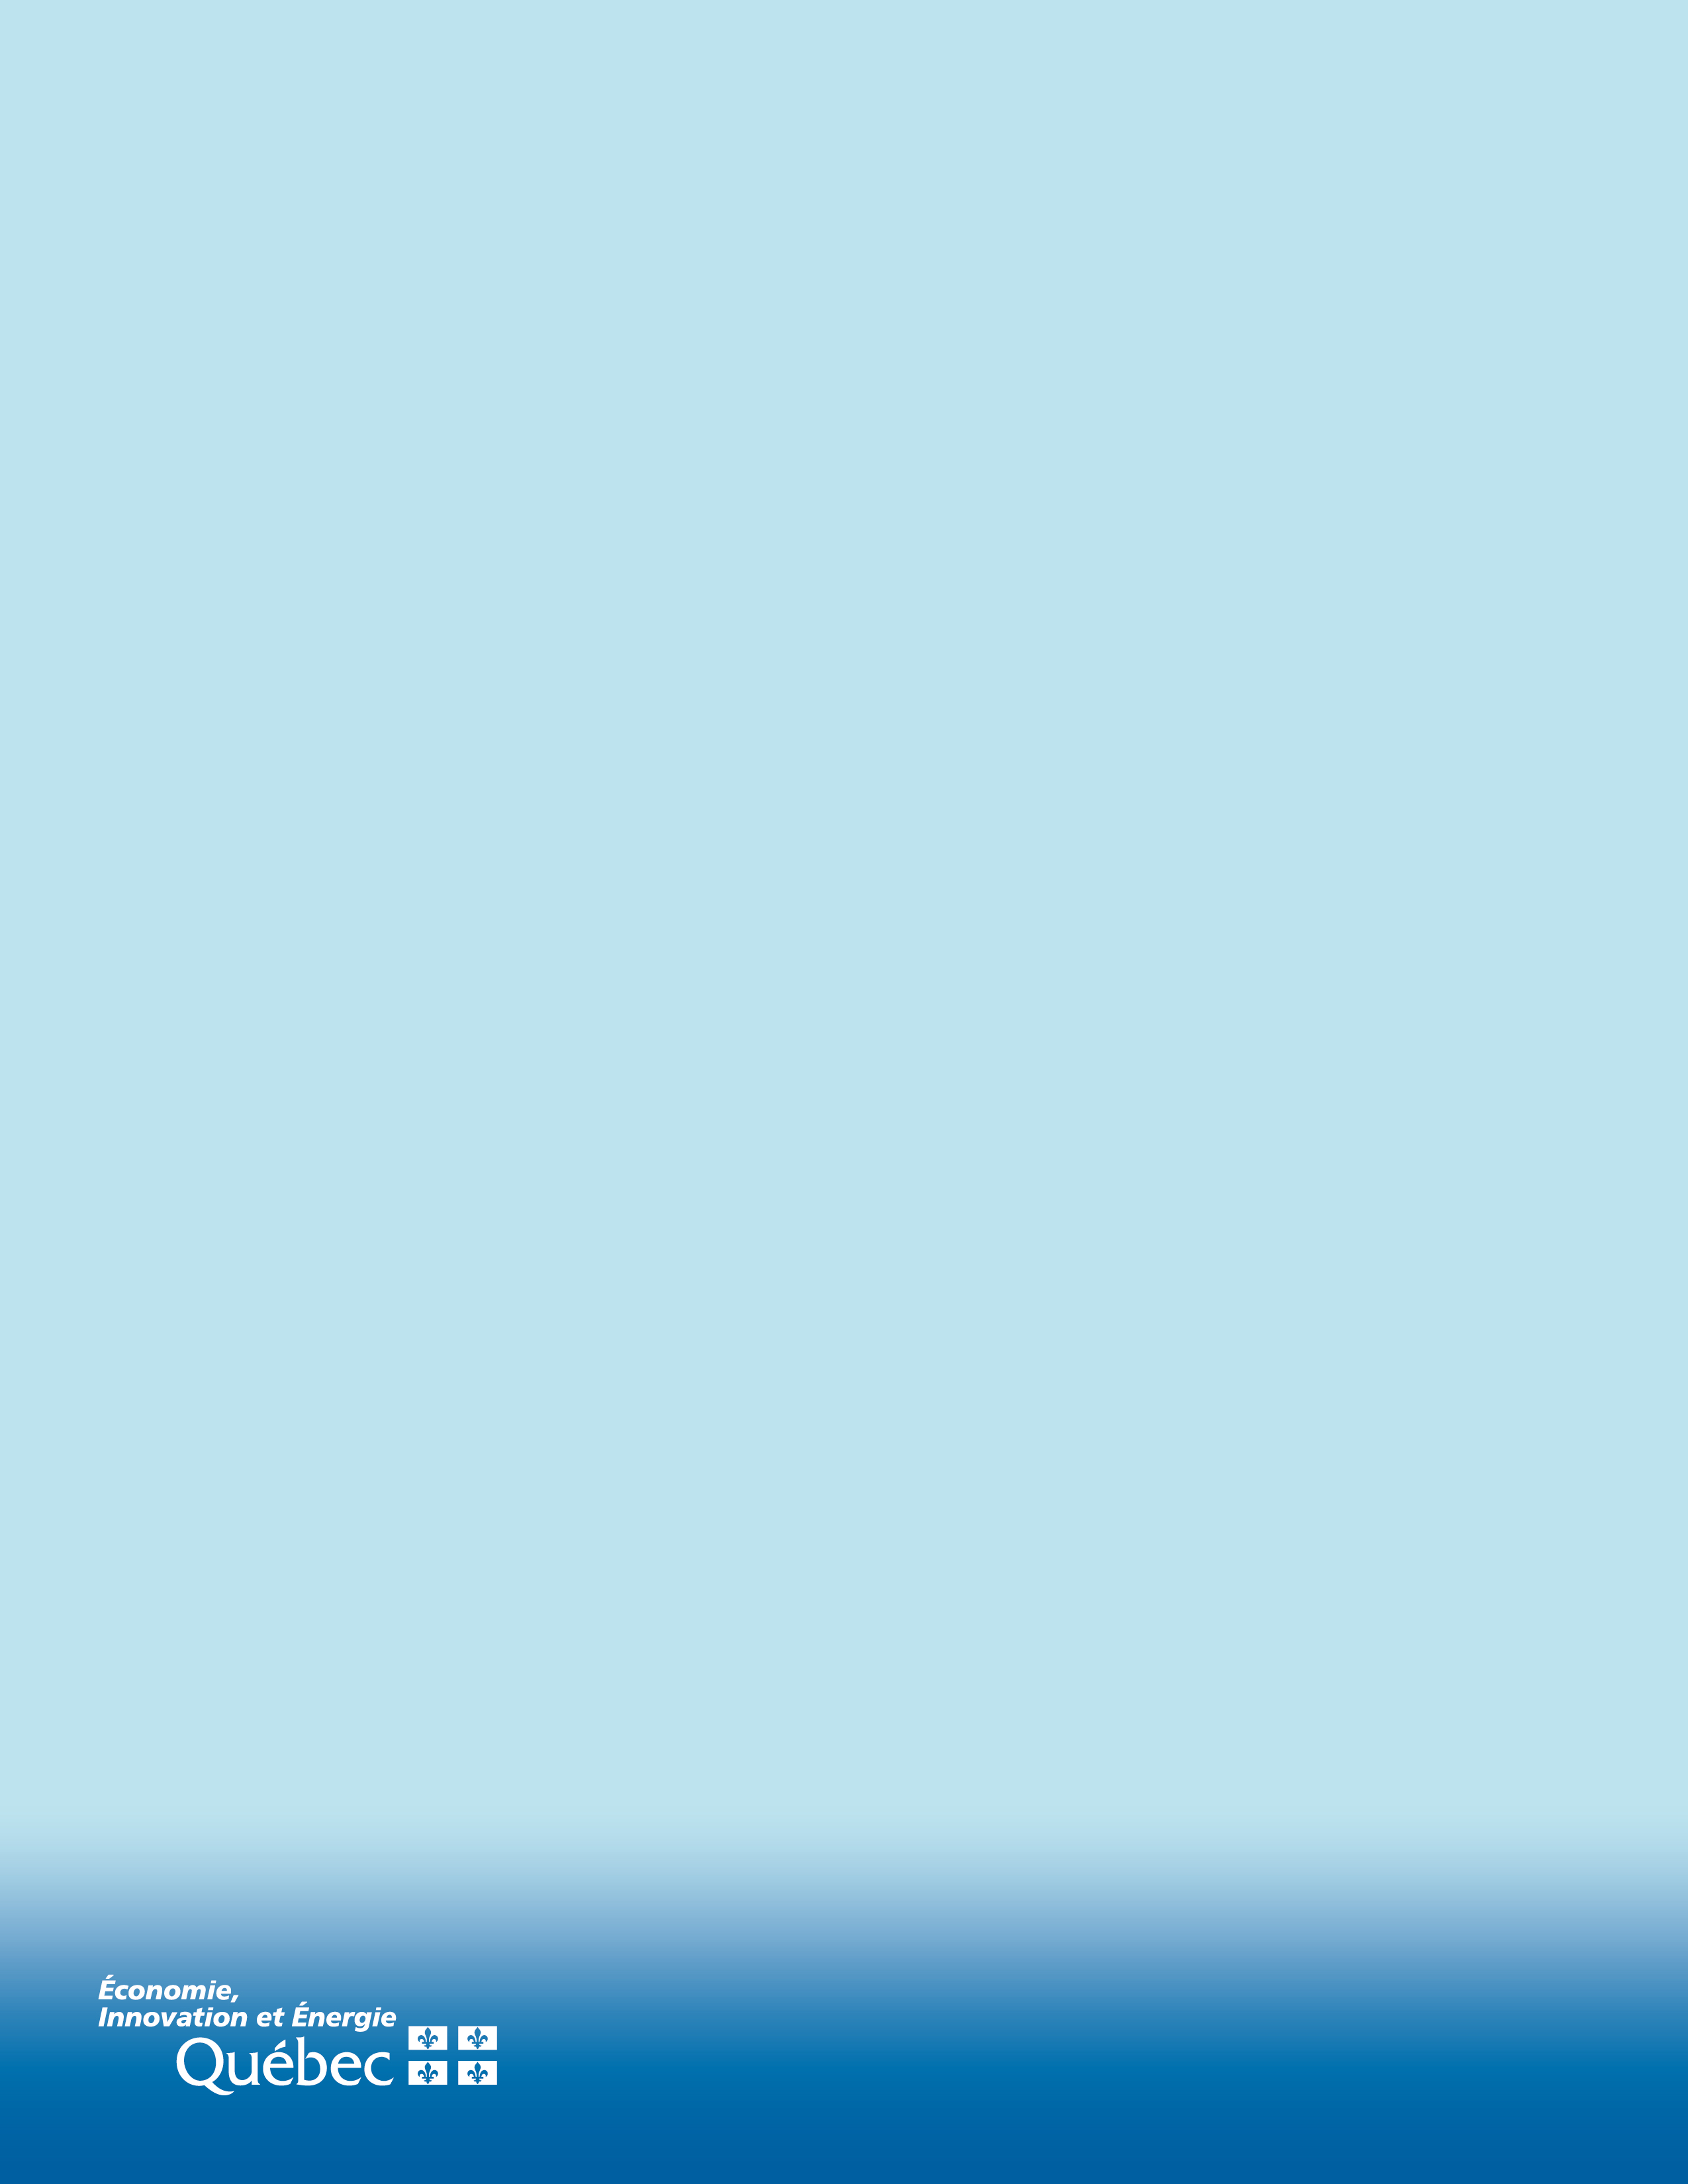 Économie,
Innovation et Énergie
Québec